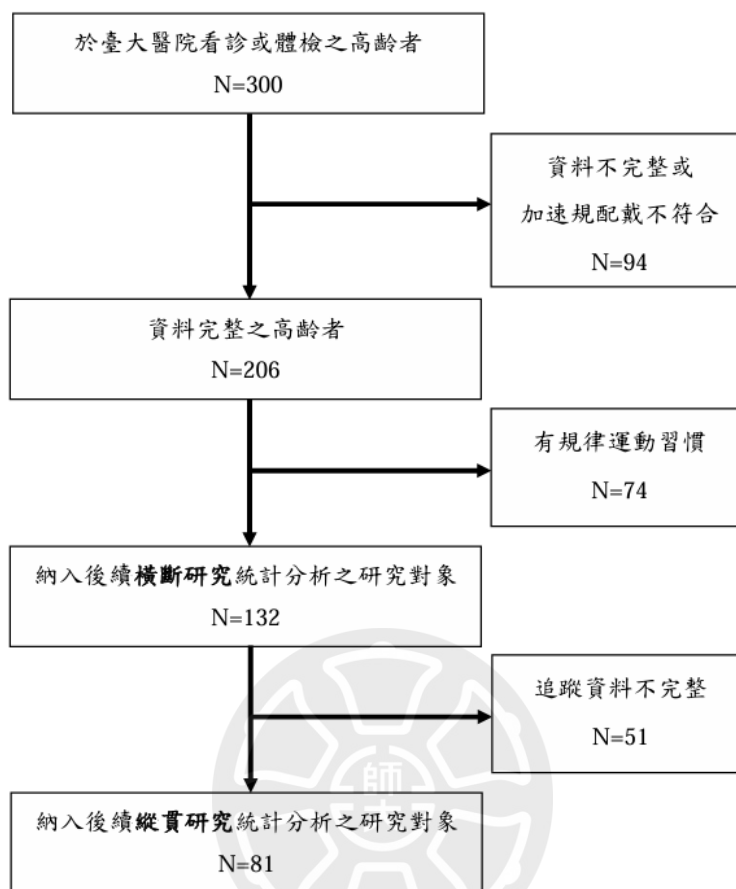 於臺大醫院看診或體檢之高齡者
N=300
資料不完整或
加速規配戴不符合
N=94
資料完整之高齡者
N=206
有規律運動習慣
N=74
納入後續橫斷研究統計分析之研究對象
N=132
追蹤資料不完整
N=51
師
納入後續縱貫研究統計分析之研究對象
N=81